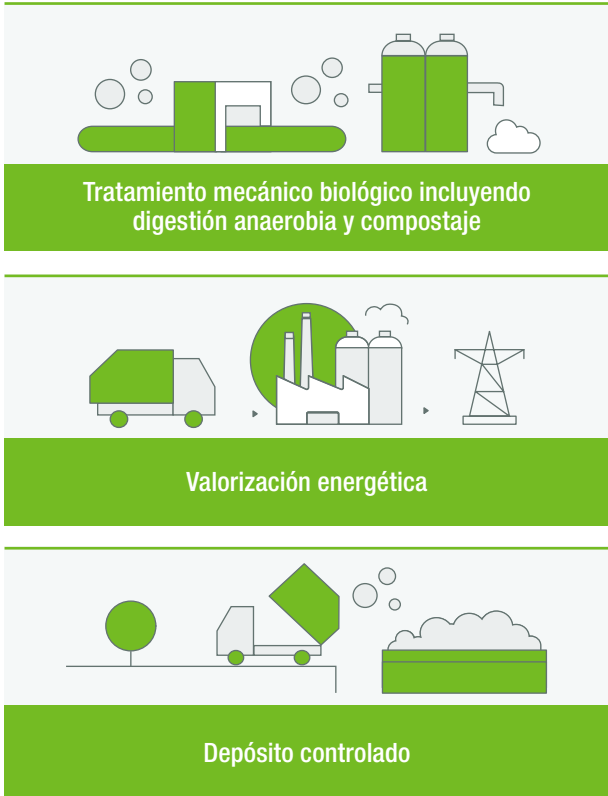 Tratamiento mecánico biológico incluyendo
digestión anaerobia y compostaje
Valorización energética
Depósito controlado